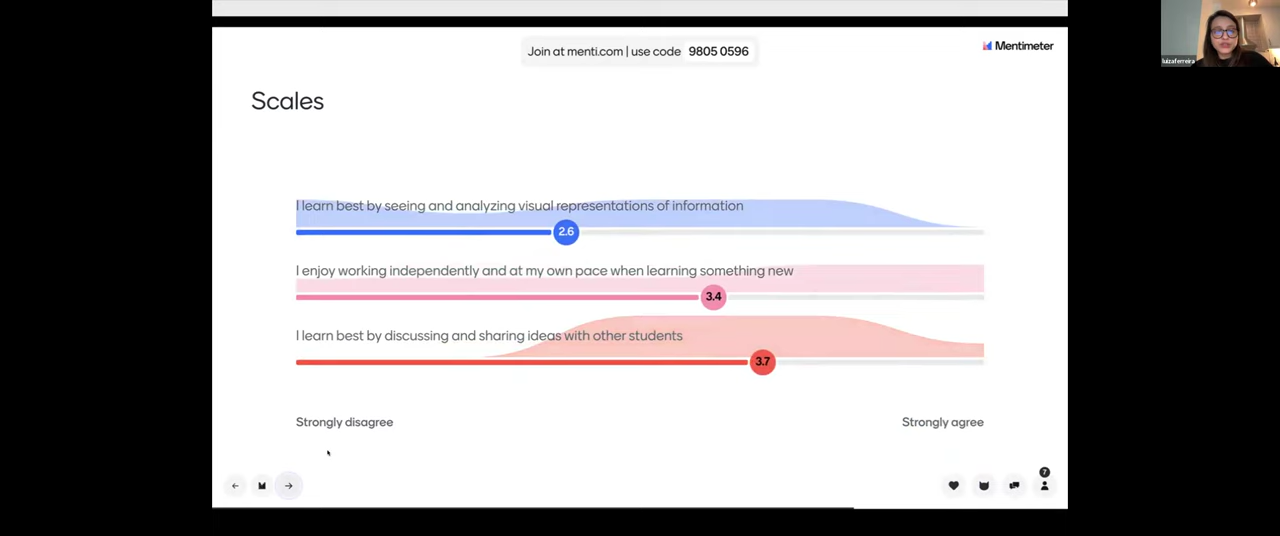 Join at menti.com | use code 9805 0596
Mentimeter
luizaferreira
Scales
I learn best by seeing and analyzing visual representations of information
2.6
I enjoy working independently and at my own pace when learning something new
3.4
I learn best by discussing and sharing ideas with other students
3.7
Strongly disagree
Strongly agree
7